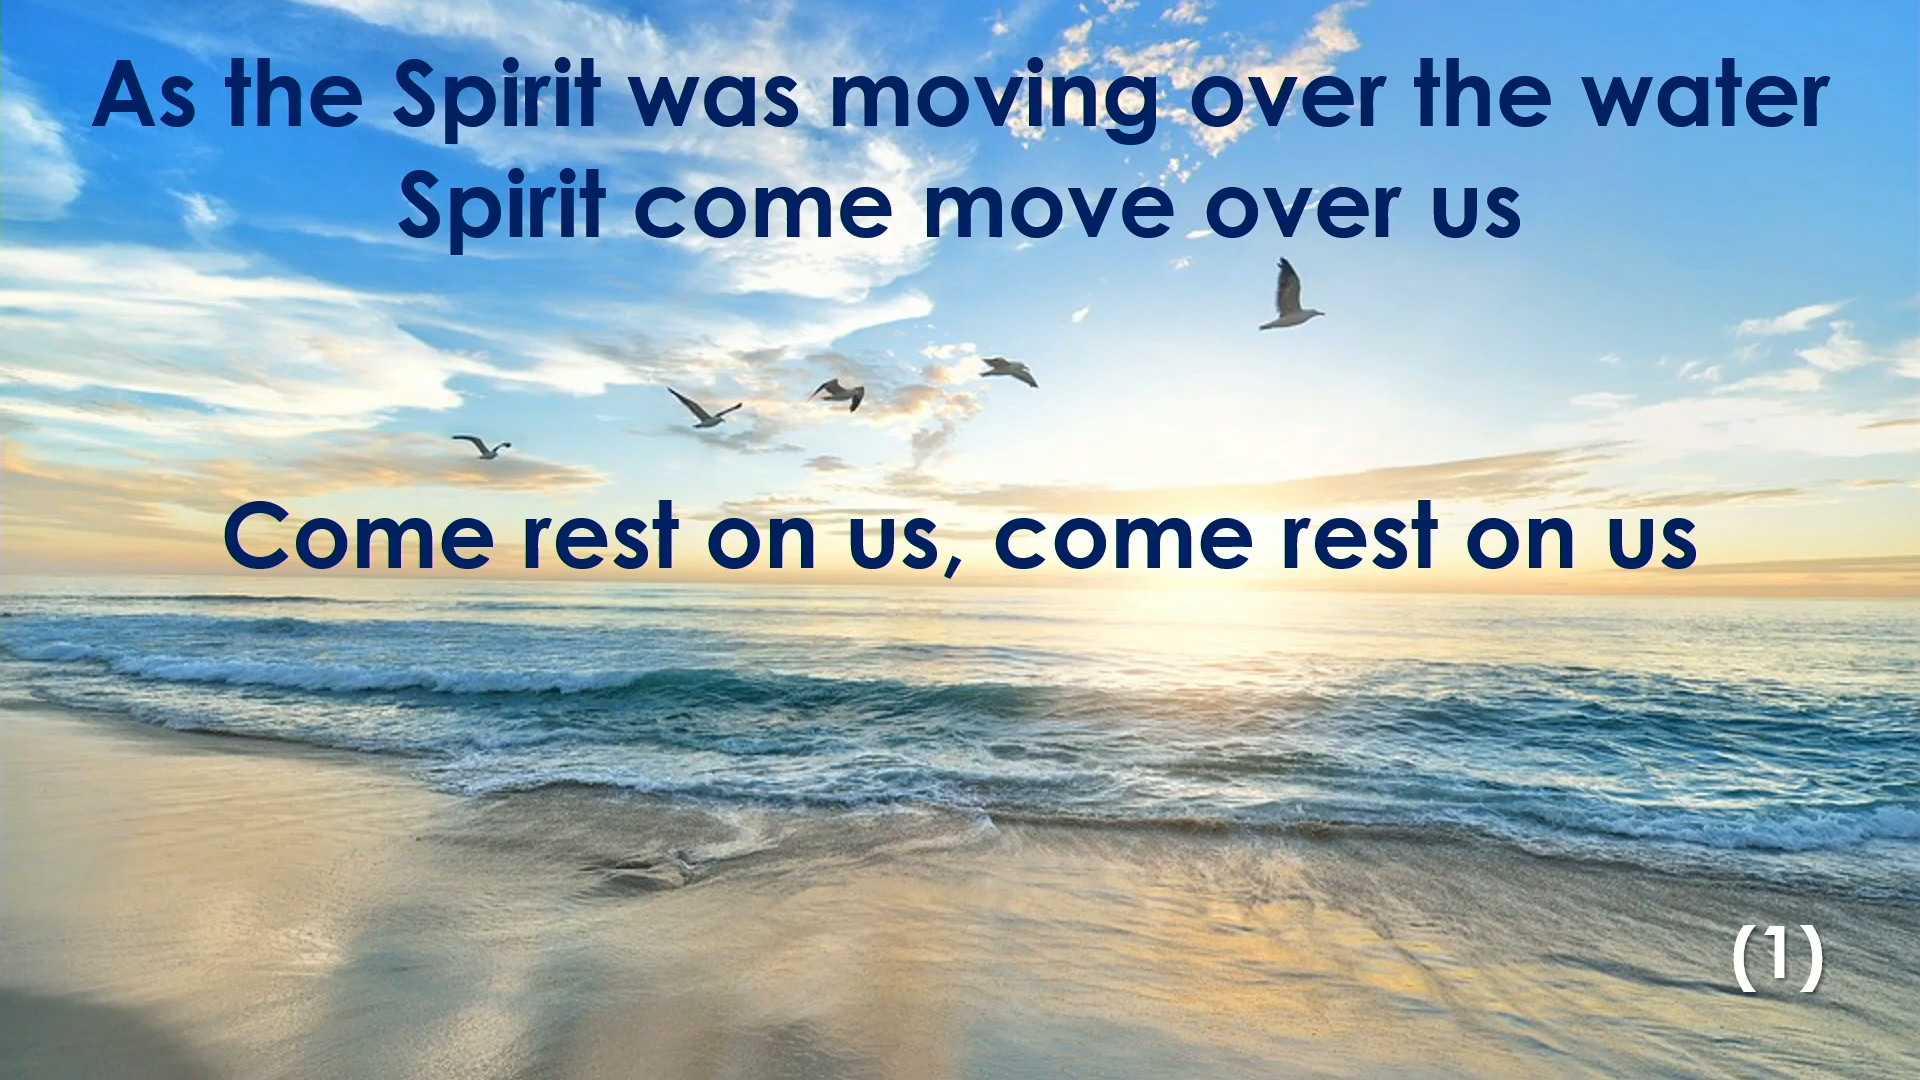 As the Spirit was moving over the water
Spirit come move over us
Come rest on us, come rest on us
(1)